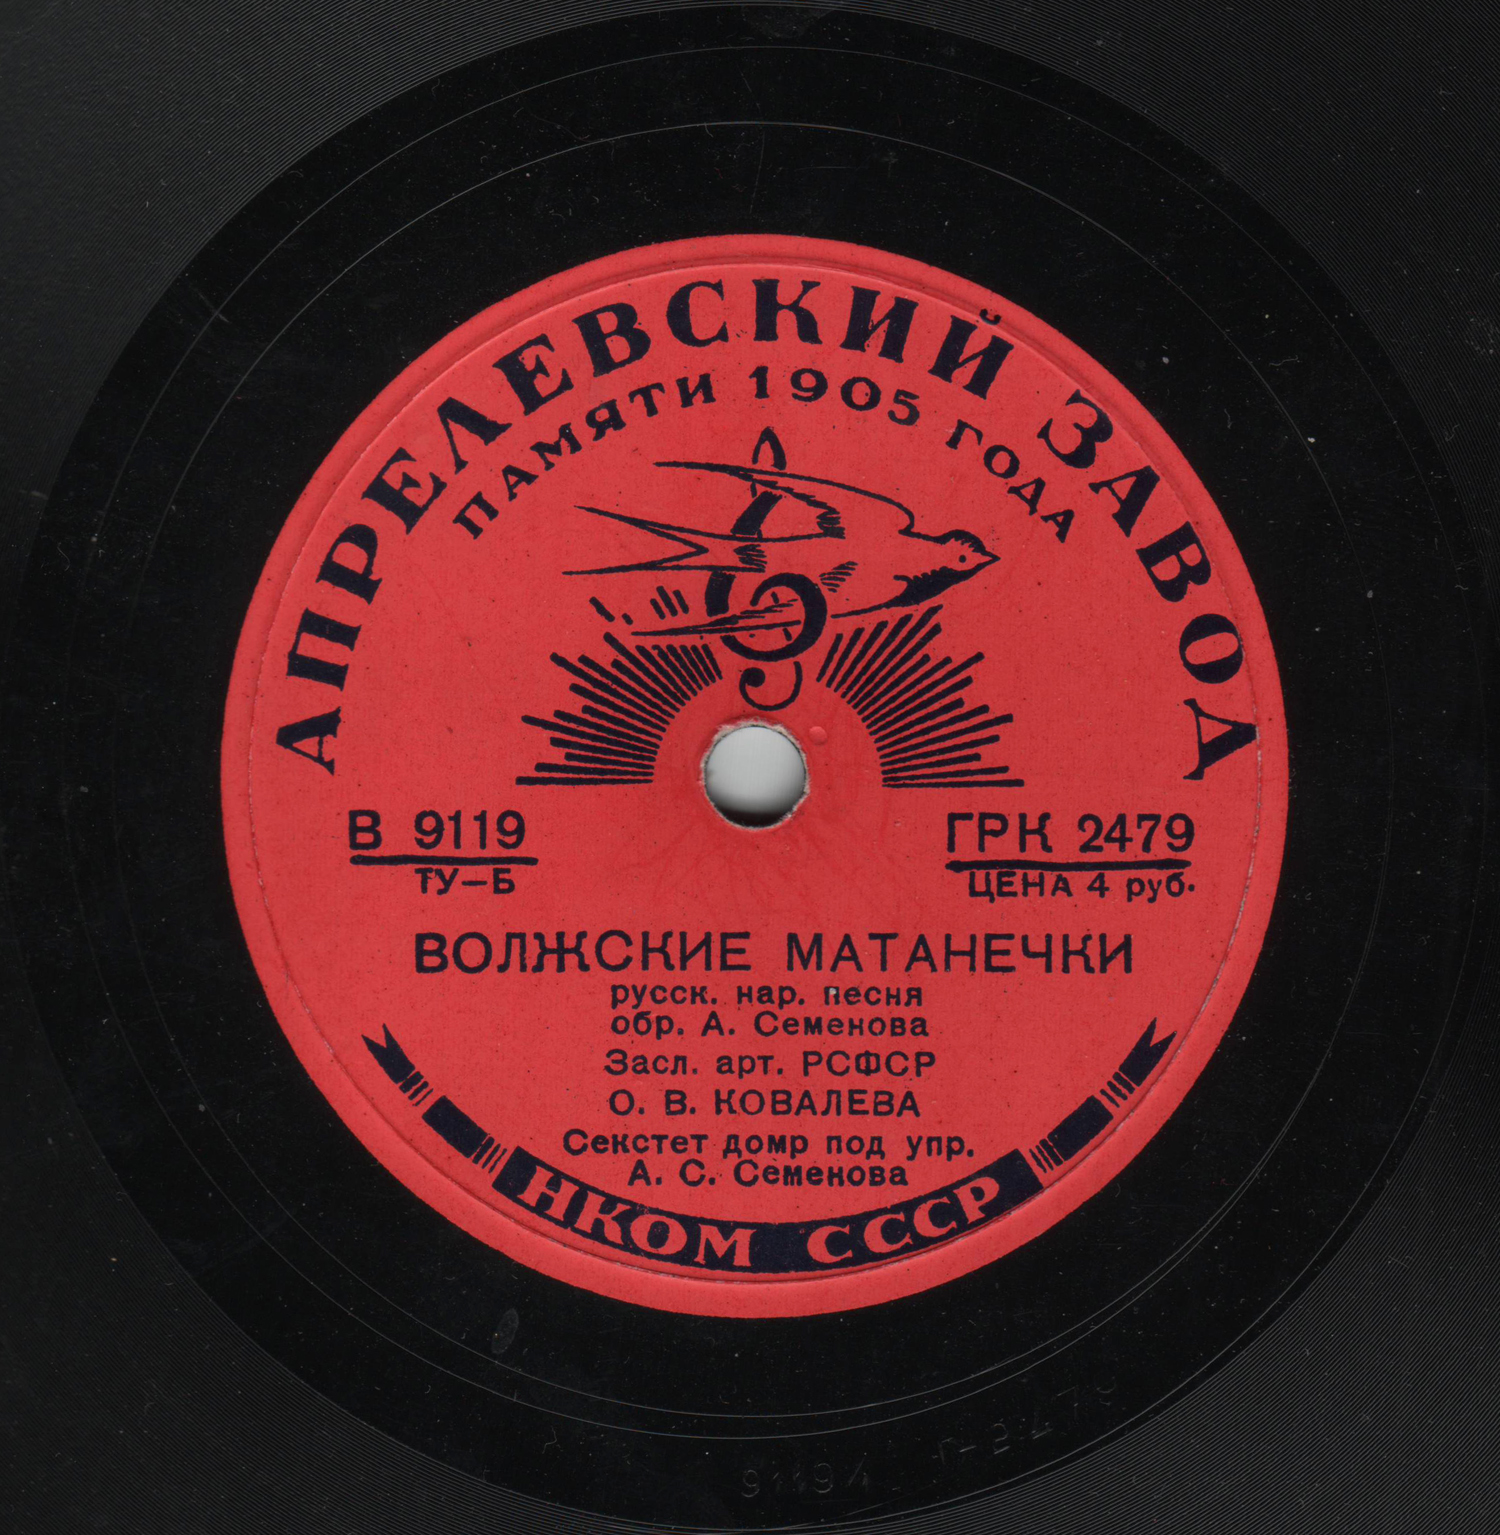 АПРЕЛЕВСКИЙ ЗАВОД
ПАМЯТИ 1905 ГОДА
В 9119
ТУ-Б
ГРК 2479
ЦЕНА 4 руб.
ВОЛЖСКИЕ МАТАНЕЧКИ
русск. нар. песня
обр. А. Семенова
Засл. арт. РСФСР
О. В. КОВАЛЕВА
Секстет домр под упр.
А. С. Семенова
НКОМ СССР